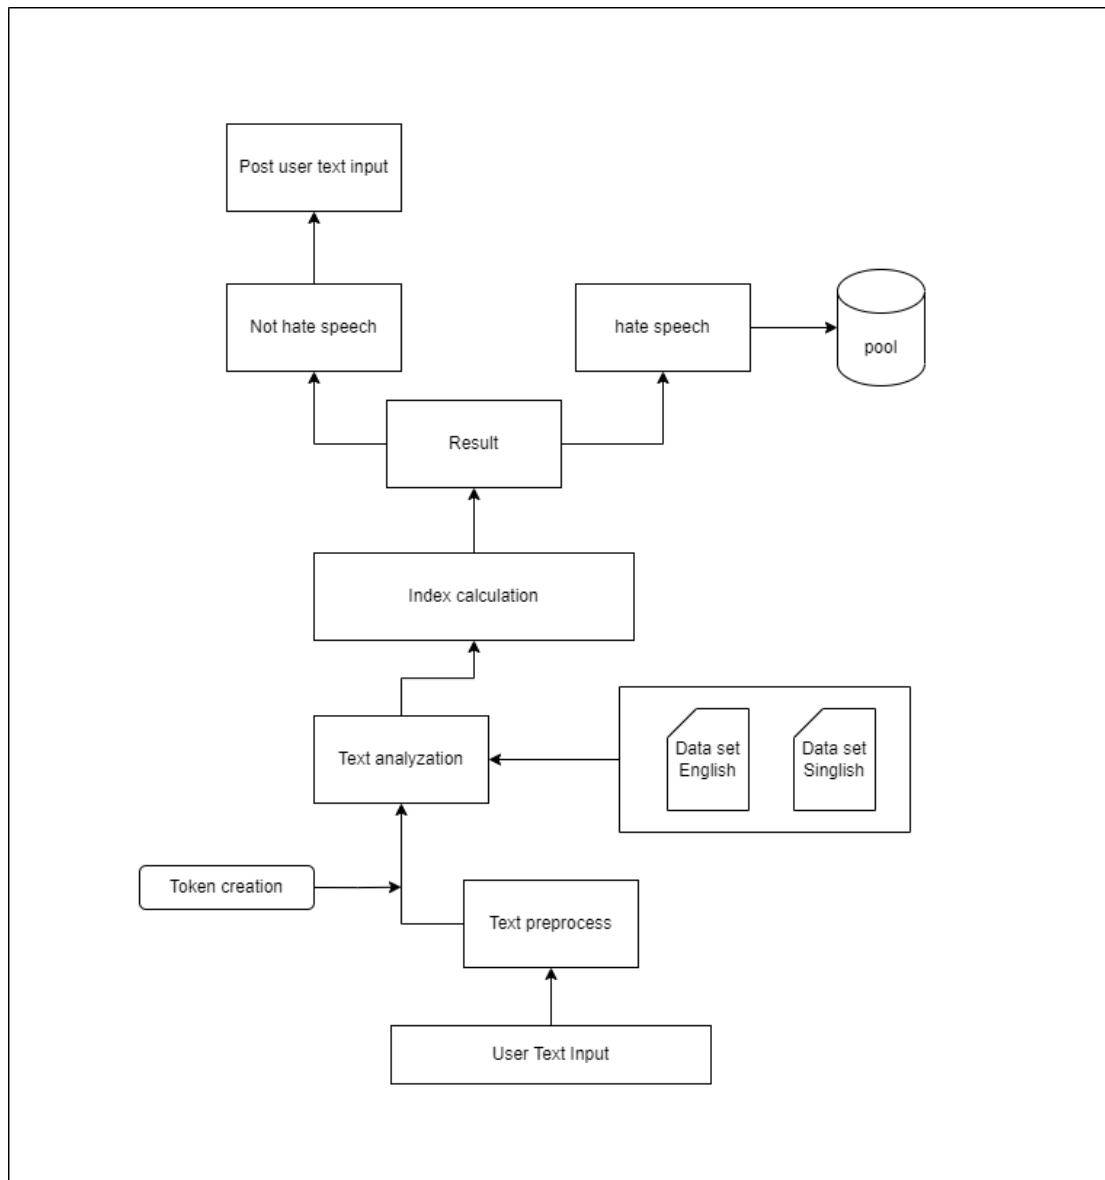 Post user text input
Not hate speech
hate speech
pool
Result
Index calculation
Text analyzation
Data set
English
Data set
Singlish
Token creation
Text preprocess
User Text Input